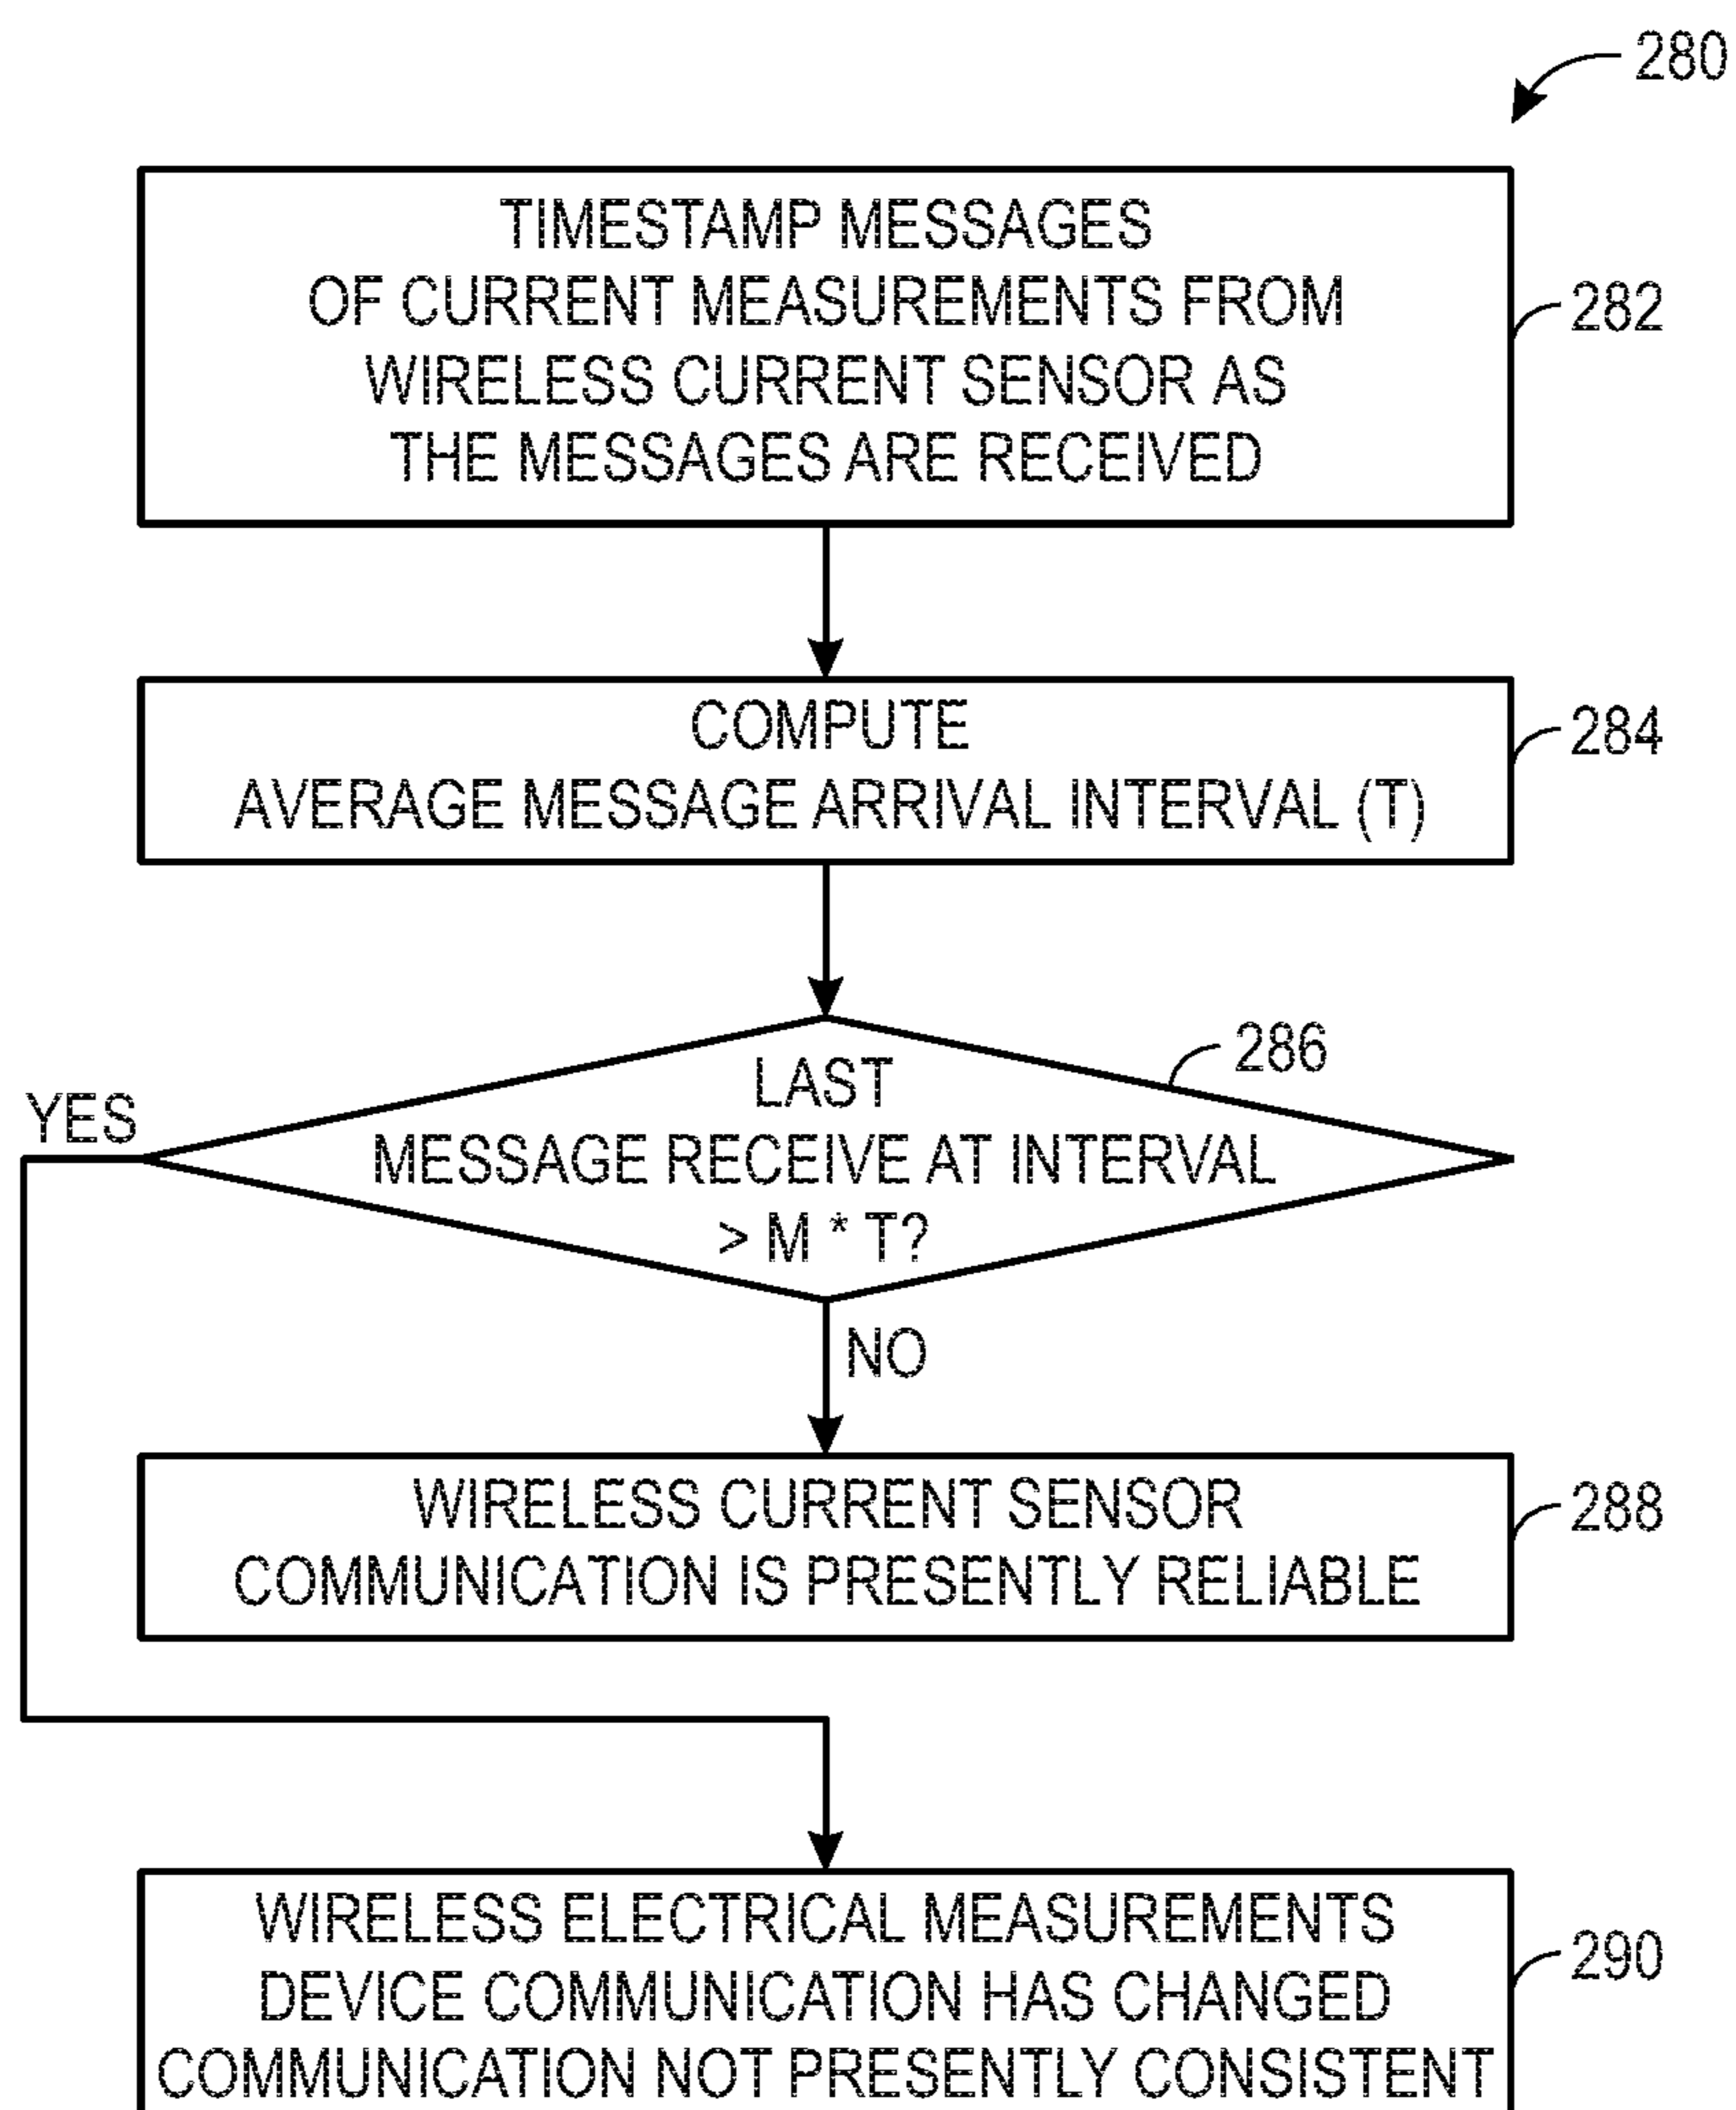 280
TIMESTAMP MESSAGES
OF CURRENT MEASUREMENTS FROM
WIRELESS CURRENT SENSOR AS
THE MESSAGES ARE RECEIVED
282
COMPUTE
AVERAGE MESSAGE ARRIVAL INTERVAL (T)
284
286
LAST
MESSAGE RECEIVE AT INTERVAL
> M * T?
YES
NO
WIRELESS CURRENT SENSOR
COMMUNICATION IS PRESENTLY RELIABLE
288
WIRELESS ELECTRICAL MEASUREMENTS
DEVICE COMMUNICATION HAS CHANGED
COMMUNICATION NOT PRESENTLY CONSISTENT
290